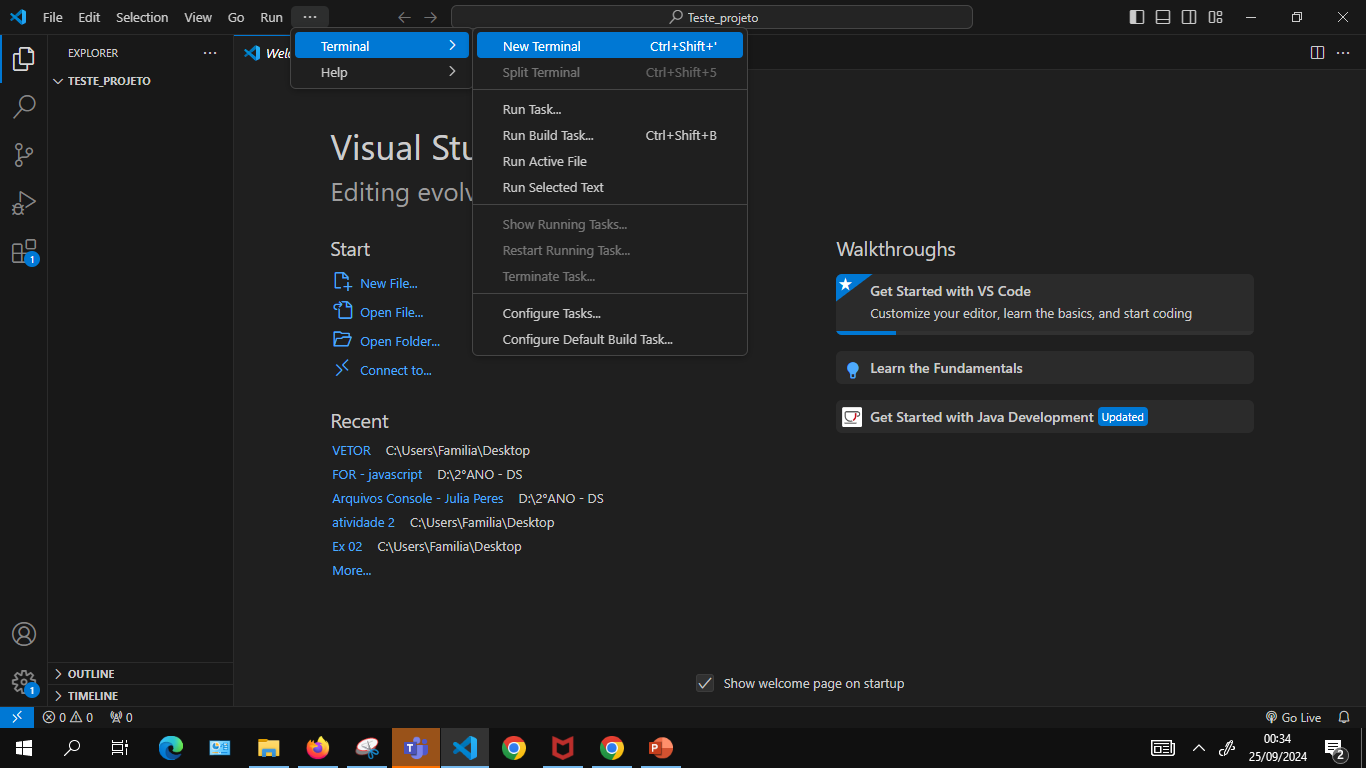 File Edit Selection View Go Run ···
Teste_projeto
EXPLORER
TESTE_PROJETO
Terminal
Help
New Terminal Ctrl+Shift+'
Split Terminal Ctrl+Shift+5
Run Task...
Run Build Task... Ctrl+Shift+B
Run Active File
Run Selected Text
Show Running Tasks...
Restart Running Task...
Terminate Task...
Configure Tasks...
Configure Default Build Task...
Visual Stu
Editing evolv
Start
New File...
Open File...
Open Folder...
Connect to...
Recent
VETOR C:\Users\Familia\Desktop
FOR - javascript D:\2°ANO - DS
Arquivos Console - Julia Peres D:\2°ANO - DS
atividade 2 C:\Users\Familia\Desktop
Ex 02 C:\Users\Familia\Desktop
More...
Walkthroughs
Get Started with VS Code
Customize your editor, learn the basics, and start coding
Learn the Fundamentals
Get Started with Java Development Updated
Show welcome page on startup
1
1
OUTLINE
TIMELINE
0 0 0
Go Live
00:34
25/09/2024
2